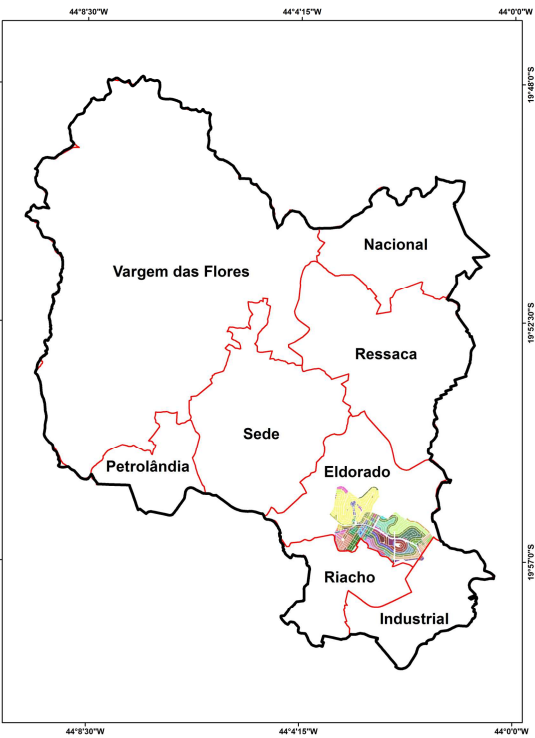 44°8'30"W
44°4'15"W
44°0'0"W
19°48'0"S
Nacional
Vargem das Flores
19°52'30"S
Ressaca
Sede
Petrolândia
Eldorado
19°57'0"S
Riacho
Industrial
44°8'30"W
44°4'15"W
44°0'0"W